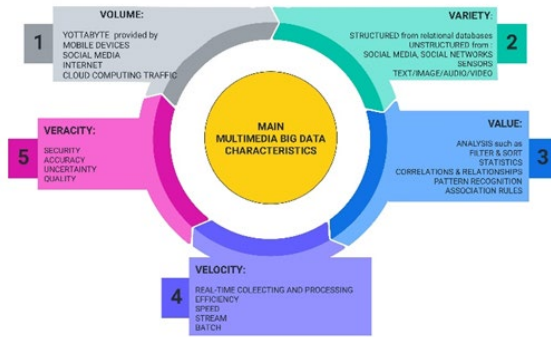 1
VOLUME:
YOTTABYTE provided by
MOBILE DEVICES
SOCIAL MEDIA
INTERNET
CLOUD COMPUTING TRAFFIC
VARIETY:
2
STRUCTURED from relational databases
UNSTRUCTURED from :
SOCIAL MEDIA, SOCIAL NETWORKS
SENSORS
TEXT/IMAGE/AUDIO/VIDEO
MAIN
MULTIMEDIA BIG DATA
CHARACTERISTICS
VALUE:
3
ANALYSIS such as
FILTER & SORT
STATISTICS
CORRELATIONS & RELATIONSHIPS
PATTERN RECOGNITION
ASSOCIATION RULES
4
VELOCITY:
REAL-TIME COLEECTING AND PROCESSING
EFFICIENCY
SPEED
STREAM
BATCH
5
VERACITY:
SECURITY
ACCURACY
UNCERTAINTY
QUALITY